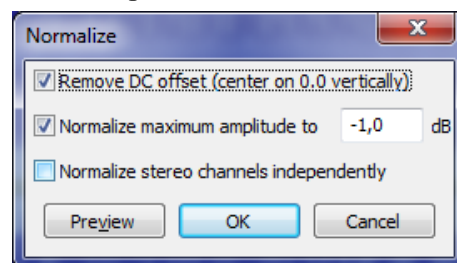 Normalize
Remove DC offset (center on 0.0 vertically)
Normalize maximum amplitude to -1,0 dB
Normalize stereo channels independently
Preview OK Cancel